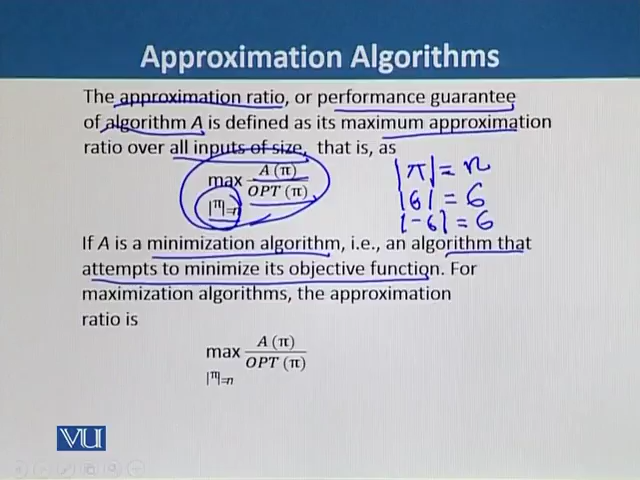 Approximation Algorithms
The approximation ratio, or performance guarantee
of algorithm A is defined as its maximum approximation
ratio over all inputs of size, that is, as
max A (π) / OPT (π)
|π|=n
|π| = n
|6| = 6
|-6| = 6
If A is a minimization algorithm, i.e., an algorithm that
attempts to minimize its objective function. For
maximization algorithms, the approximation
ratio is
max A (π) / OPT (π)
|π|=n
VU